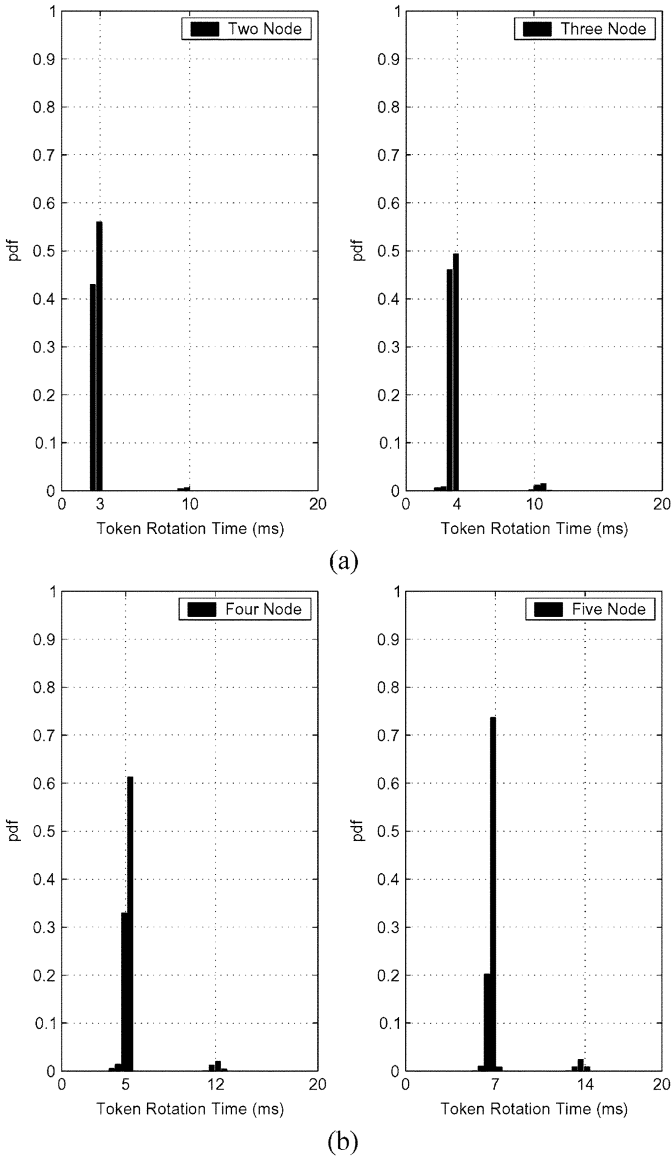 1
0.9
0.8
0.7
0.6
0.5
0.4
0.3
0.2
0.1
0
pdf
Two Node
0 3 10 20
Token Rotation Time (ms)
1
0.9
0.8
0.7
0.6
0.5
0.4
0.3
0.2
0.1
0
pdf
Three Node
0 4 10 20
Token Rotation Time (ms)
(a)
1
0.9
0.8
0.7
0.6
0.5
0.4
0.3
0.2
0.1
0
pdf
Four Node
0 5 12 20
Token Rotation Time (ms)
1
0.9
0.8
0.7
0.6
0.5
0.4
0.3
0.2
0.1
0
pdf
Five Node
0 7 14 20
Token Rotation Time (ms)
(b)